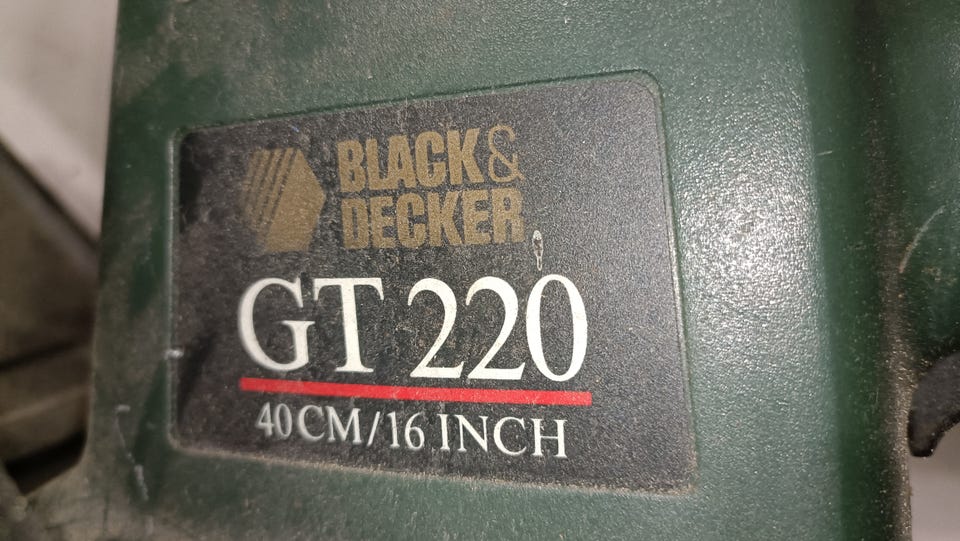 BLACK&
DECKER
GT 220
40 CM/16 INCH